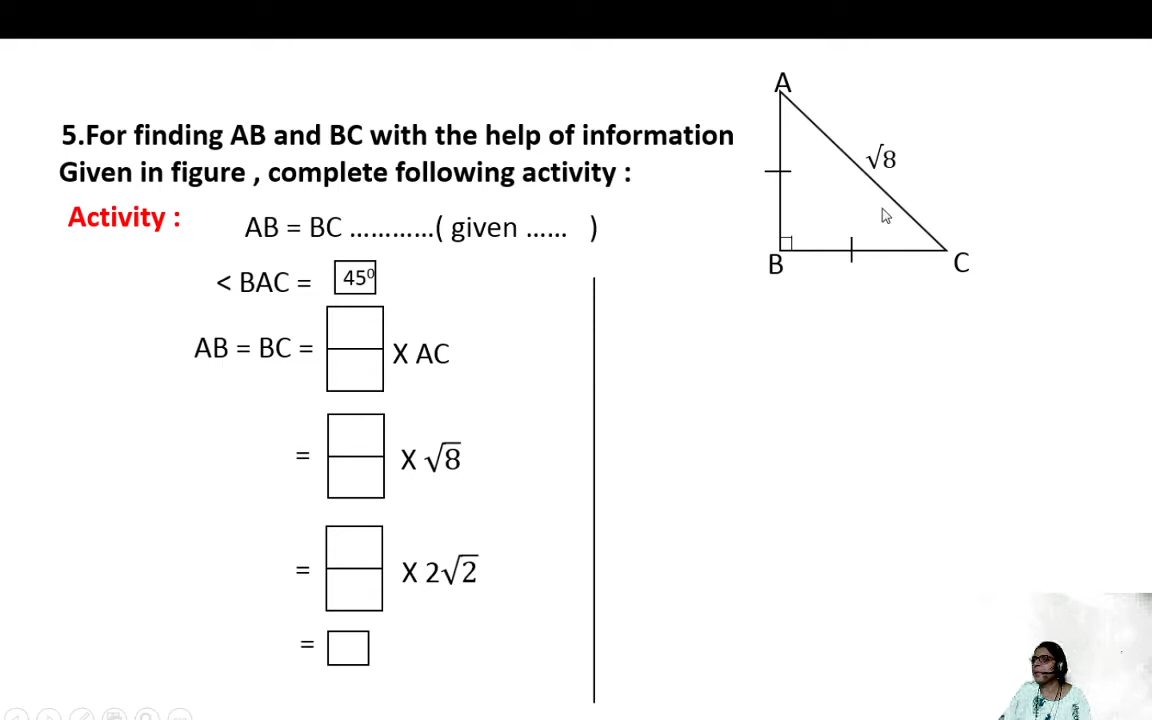 5.For finding AB and BC with the help of information
Given in figure , complete following activity :
Activity :
AB = BC ............( given ...... )
< BAC = 45⁰
AB = BC = X AC
= X √8
= X 2√2
=
A
√8
B
C